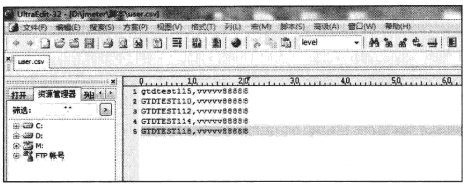 UltraEdit-32 - [D:\jmeter\脚本\user.csv]
文件(F) 编辑(E) 搜索(S) 方案(P) 视图(V) 格式(T) 列(L) 宏(M) 脚本(S) 高级(A) 窗口(W) 帮助(H)
level
user.csv
0 10 20 30 40 50 60
打开 资源管理器 列
筛选: **
C:
D:
M:
FTP 帐号
1 gtdtest115,vvvvv88888
2 GTDTEST110,vvvvv88888
3 GTDTEST112,vvvvv88888
4 GTDTEST114,vvvvv88888
5 GTDTEST118,vvvvv88888